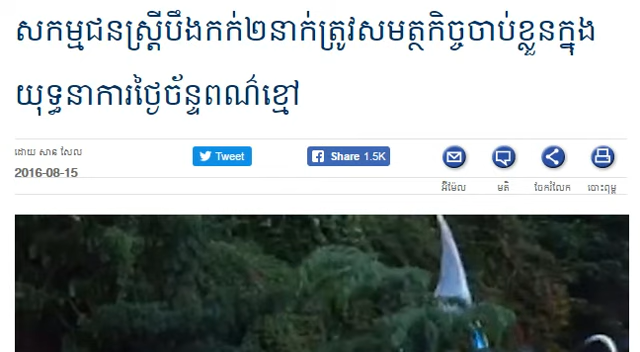 សកម្មជនស្ត្រីបឹងកក់២នាក់ត្រូវសមត្ថកិច្ចចាប់ខ្លួនក្នុង
យុទ្ធនាការថ្ងៃច័ន្ទពណ៌ខ្មៅ
ដោយ សាន សែល
2016-08-15
Tweet
Share 1.5K
អ៊ីម៉ែល
មតិ
ចែករំលែក
បោះពុម្ព